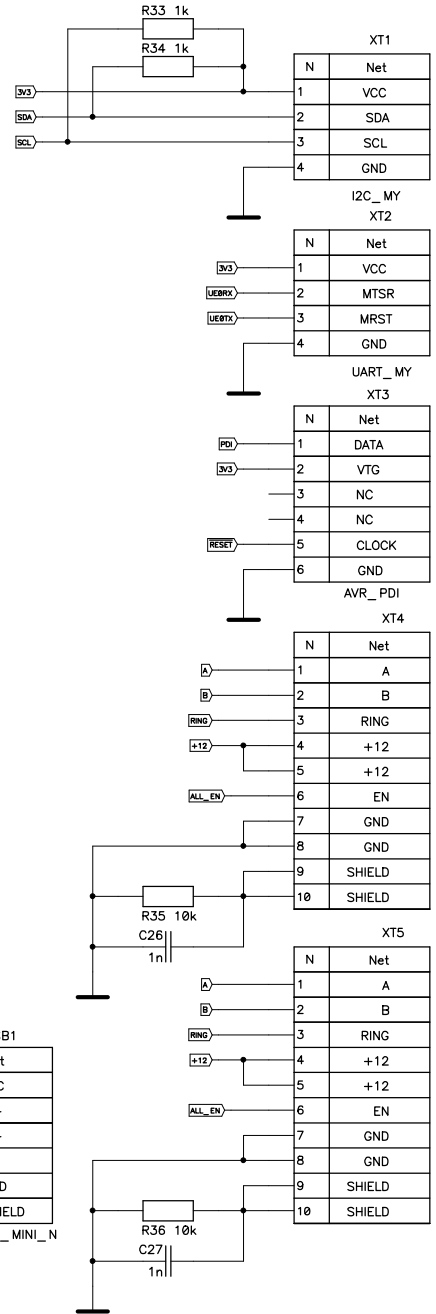 R33 1k
R34 1k
XT1
N Net
3V3 1 VCC
SDA 2 SDA
SCL 3 SCL
4 GND
I2C_MY
XT2
N Net
3V3 1 VCC
UE0RX 2 MTSR
UE0TX 3 MRST
4 GND
UART_MY
XT3
N Net
PDI 1 DATA
3V3 2 VTG
3 NC
4 NC
RESET 5 CLOCK
6 GND
AVR_PDI
XT4
N Net
A 1 A
B 2 B
RING 3 RING
+12 4 +12
5 +12
ALL_EN 6 EN
7 GND
8 GND
9 SHIELD
10 SHIELD
R35 10k
C26
1n
XT5
N Net
A 1 A
B 2 B
RING 3 RING
+12 4 +12
5 +12
ALL_EN 6 EN
7 GND
8 GND
9 SHIELD
10 SHIELD
R36 10k
C27
1n
B1
t
C
D
IELD
_MINI_N